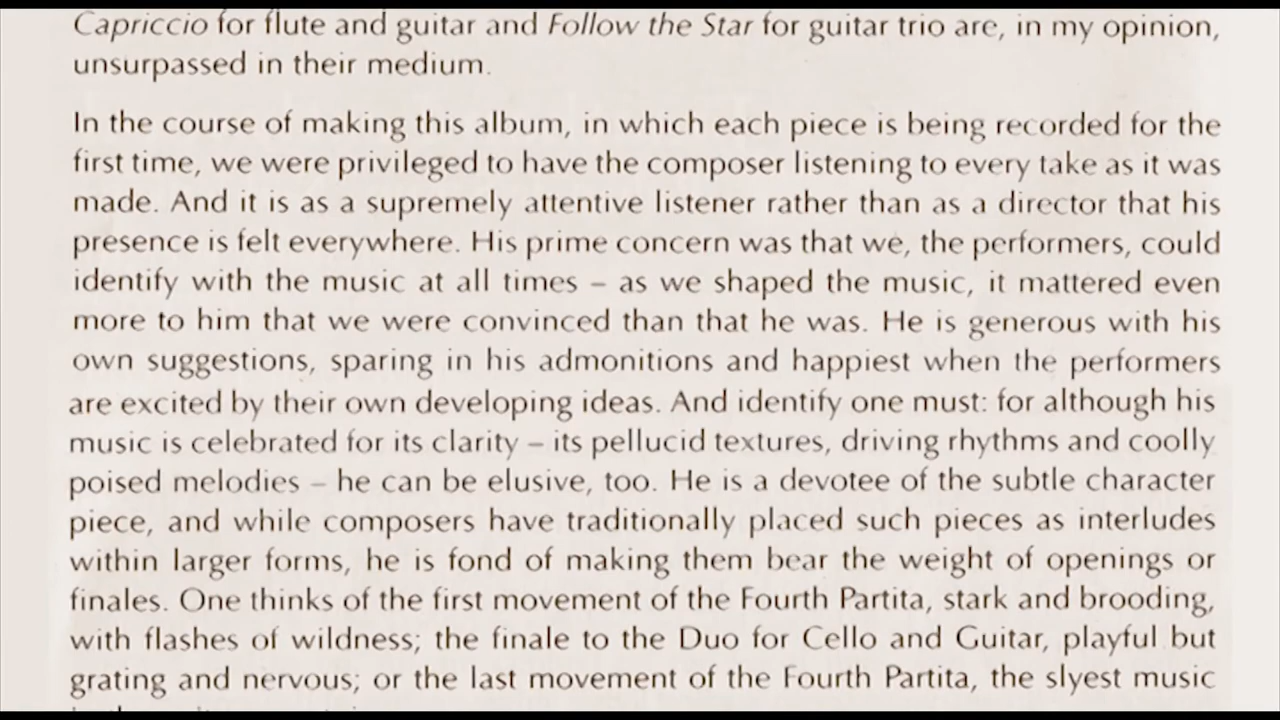 Capriccio for flute and guitar and Follow the Star for guitar trio are, in my opinion,
unsurpassed in their medium.
In the course of making this album, in which each piece is being recorded for the
first time, we were privileged to have the composer listening to every take as it was
made. And it is as a supremely attentive listener rather than as a director that his
presence is felt everywhere. His prime concern was that we, the performers, could
identify with the music at all times – as we shaped the music, it mattered even
more to him that we were convinced than that he was. He is generous with his
own suggestions, sparing in his admonitions and happiest when the performers
are excited by their own developing ideas. And identify one must: for although his
music is celebrated for its clarity – its pellucid textures, driving rhythms and coolly
poised melodies – he can be elusive, too. He is a devotee of the subtle character
piece, and while composers have traditionally placed such pieces as interludes
within larger forms, he is fond of making them bear the weight of openings or
finales. One thinks of the first movement of the Fourth Partita, stark and brooding,
with flashes of wildness; the finale to the Duo for Cello and Guitar, playful but
grating and nervous; or the last movement of the Fourth Partita, the slyest music